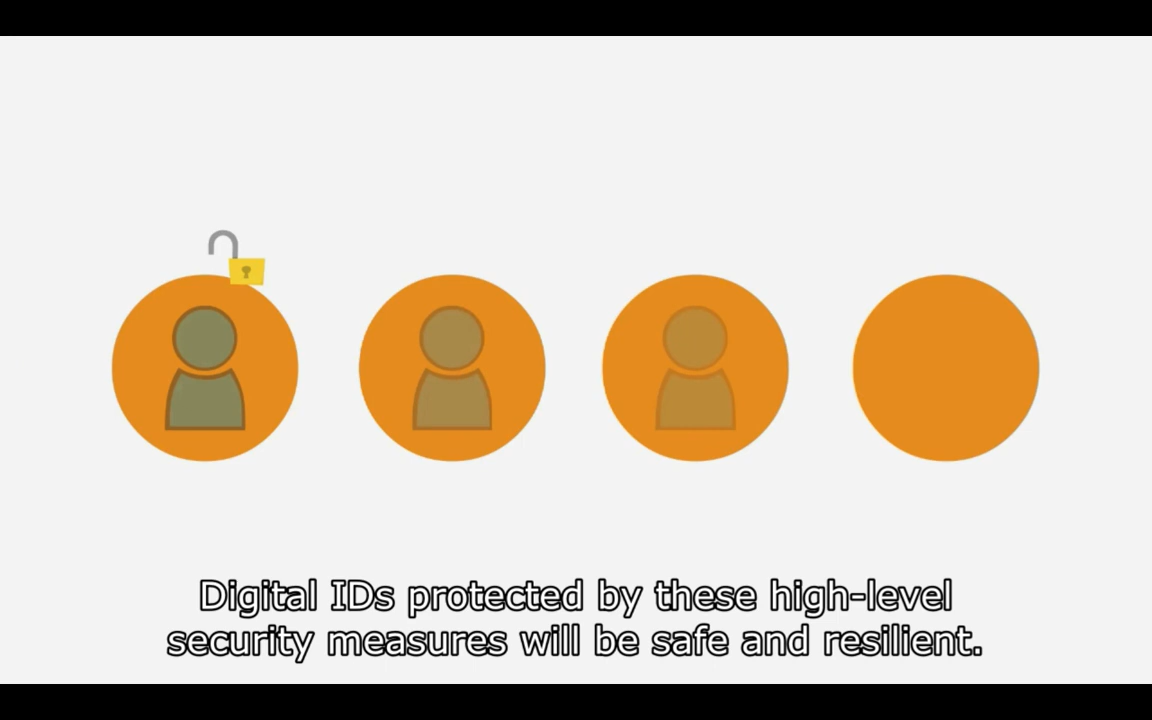 Digital IDs protected by these high-level
security measures will be safe and resilient.